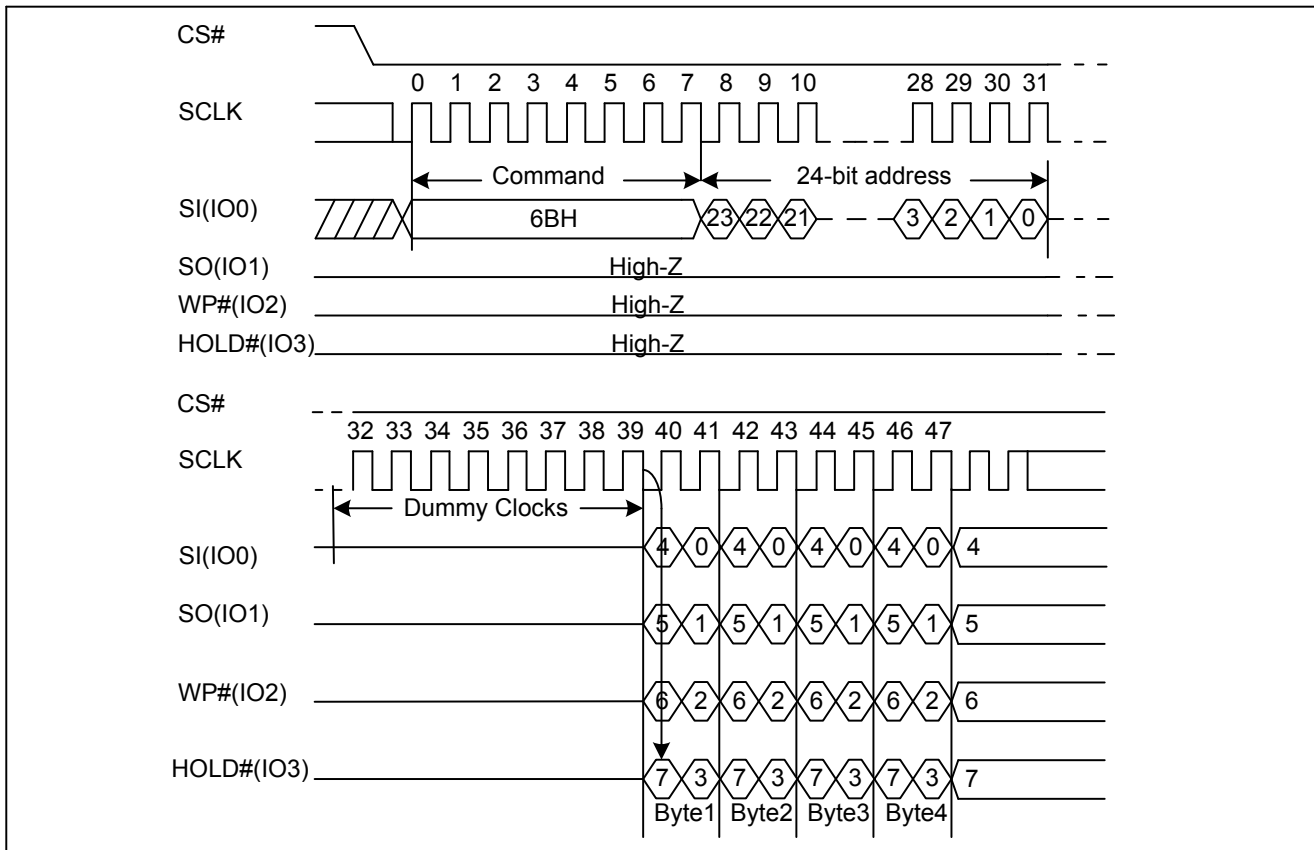 CS#
0 1 2 3 4 5 6 7 8 9 10 28 29 30 31
SCLK
Command 24-bit address
SI(IO0) 6BH 23 22 21 3 2 1 0
SO(IO1) High-Z
WP#(IO2) High-Z
HOLD#(IO3) High-Z
CS#
32 33 34 35 36 37 38 39 40 41 42 43 44 45 46 47
SCLK
Dummy Clocks
SI(IO0) 4 0 4 0 4 0 4 0 4
SO(IO1) 5 1 5 1 5 1 5 1 5
WP#(IO2) 6 2 6 2 6 2 6 2 6
HOLD#(IO3) 7 3 7 3 7 3 7 3 7
Byte1 Byte2 Byte3 Byte4